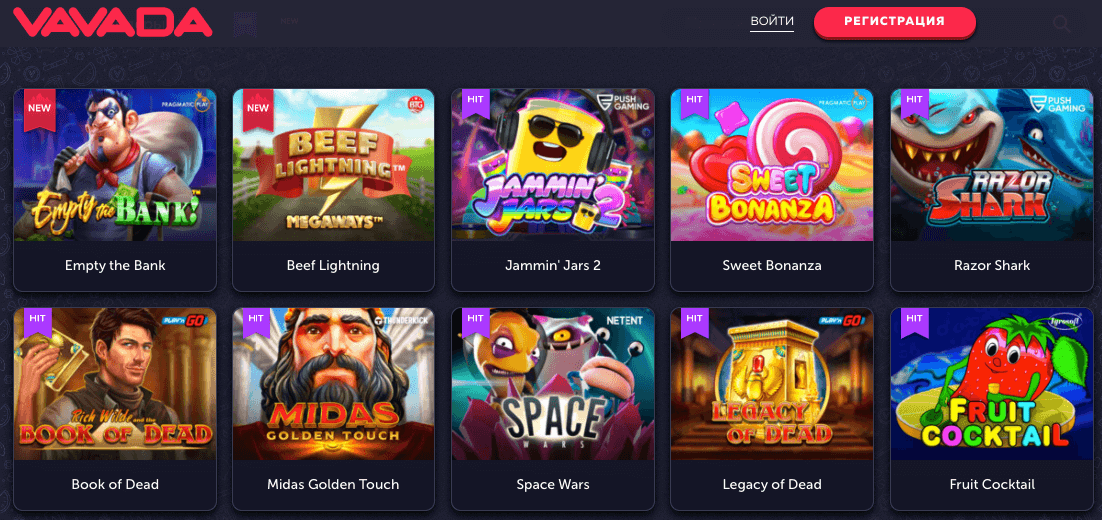 VAVADA
ВОЙТИ
РЕГИСТРАЦИЯ
NEW
PRAGMATIC PLAY
Empty the BANK!
Empty the Bank
NEW
BIG
BEEF
LIGHTNING™
MEGAWAYS™
Beef Lightning
HIT
PUSH
GAMING
JAMMIN'
JARS 2
Jammin' Jars 2
HIT
PRAGMATIC PLAY
SWEET
BONANZA
Sweet Bonanza
HIT
PUSH
GAMING
RAZOR
SHARK
Razor Shark
HIT
PLAY'N GO
Rich Wilde and the
BOOK OF DEAD
Book of Dead
HIT
THUNDERKICK
MIDAS
GOLDEN TOUCH
Midas Golden Touch
HIT
NETENT
SPACE
WARS
Space Wars
HIT
PLAY'N GO
LEGACY
OF DEAD
Legacy of Dead
HIT
Igrosoft
FRUIT
COCKTAIL
Fruit Cocktail